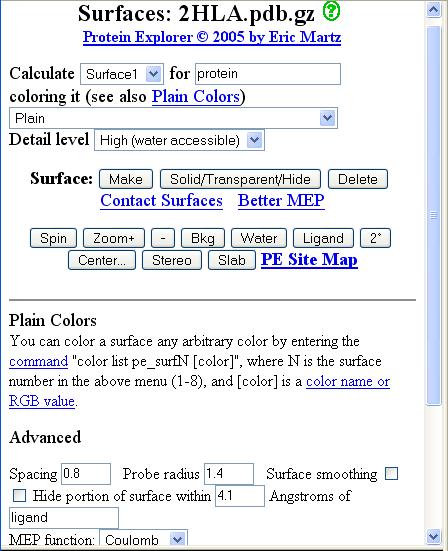 Surfaces: 2HLA.pdb.gz ?
Protein Explorer © 2005 by Eric Martz
Calculate Surface1 for protein
coloring it (see also Plain Colors)
Plain
Detail level High (water accessible)
Surface: Make Solid/Transparent/Hide Delete
Contact Surfaces Better MEP
Spin Zoom+ - Bkg Water Ligand 2°
Center... Stereo Slab PE Site Map
Plain Colors
You can color a surface any arbitrary color by entering the
command "color list pe_surfN [color]", where N is the surface
number in the above menu (1-8), and [color] is a color name or
RGB value.
Advanced
Spacing 0.8 Probe radius 1.4 Surface smoothing
Hide portion of surface within 4.1 Angstroms of
ligand
MEP function: Coulomb